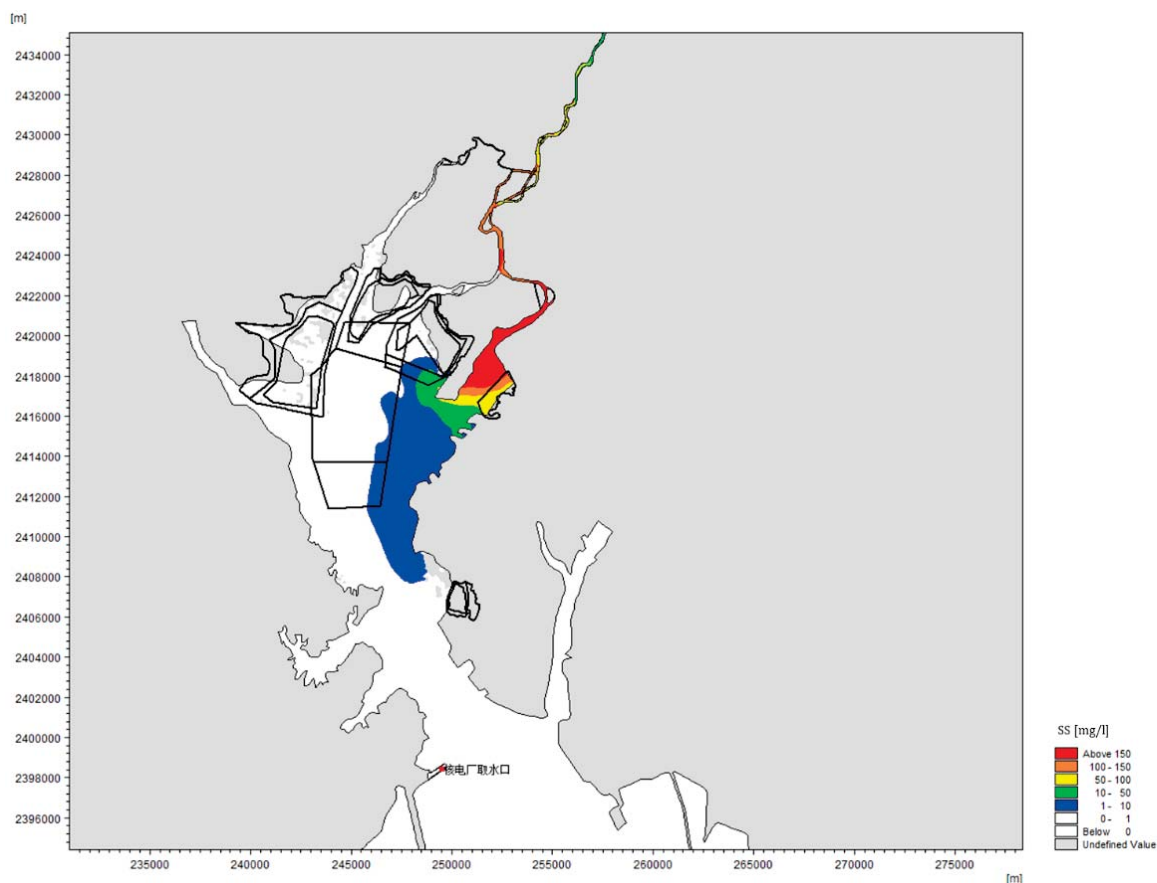 [m]
2434000
2432000
2430000
2428000
2426000
2424000
2422000
2420000
2418000
2416000
2414000
2412000
2410000
2408000
2406000
2404000
2402000
2400000
2398000
2396000
核电厂取水口
235000 240000 245000 250000 255000 260000 265000 270000 275000
[m]
SS [mg/l]
Above 150
100 - 150
50 - 100
10 - 50
1 - 10
0 - 1
Below 0
Undefined Value